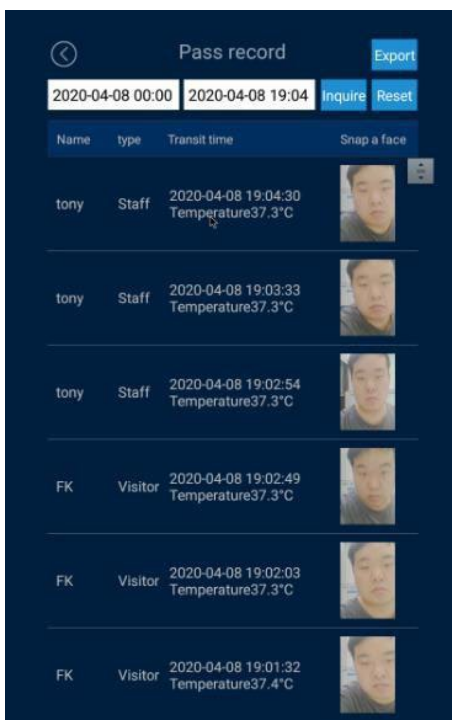 Pass record
Export
2020-04-08 00:00 2020-04-08 19:04 Inquire Reset
Name type Transit time Snap a face
tony Staff 2020-04-08 19:04:30
Temperature37.3°C
tony Staff 2020-04-08 19:03:33
Temperature37.3°C
tony Staff 2020-04-08 19:02:54
Temperature37.3°C
FK Visitor 2020-04-08 19:02:49
Temperature37.3°C
FK Visitor 2020-04-08 19:02:03
Temperature37.3°C
FK Visitor 2020-04-08 19:01:32
Temperature37.4°C